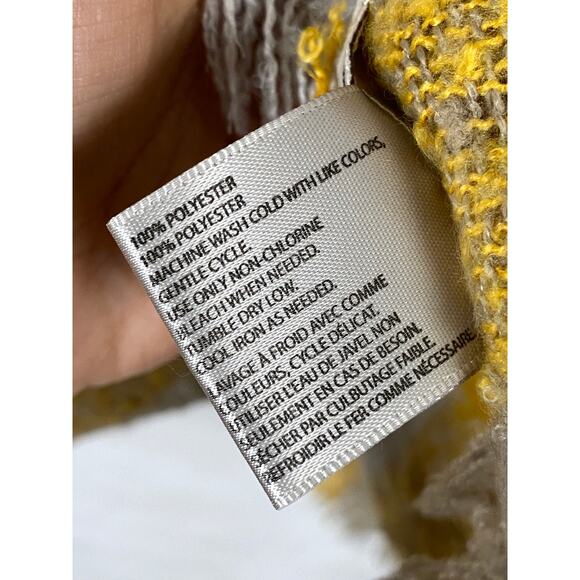 100% POLYESTER
100% POLYESTER
MACHINE WASH COLD WITH LIKE COLORS,
GENTLE CYCLE.
USE ONLY NON-CHLORINE
BLEACH WHEN NEEDED.
TUMBLE DRY LOW.
COOL IRON AS NEEDED.
LAVAGE À FROID AVEC COMME
COULEURS, CYCLE DÉLICAT.
UTILISER L'EAU DE JAVEL NON
SEULEMENT EN CAS DE BESOIN.
SÉCHER PAR CULBUTAGE FAIBLE.
REFROIDIR LE FER COMME NÉCESSAIRE